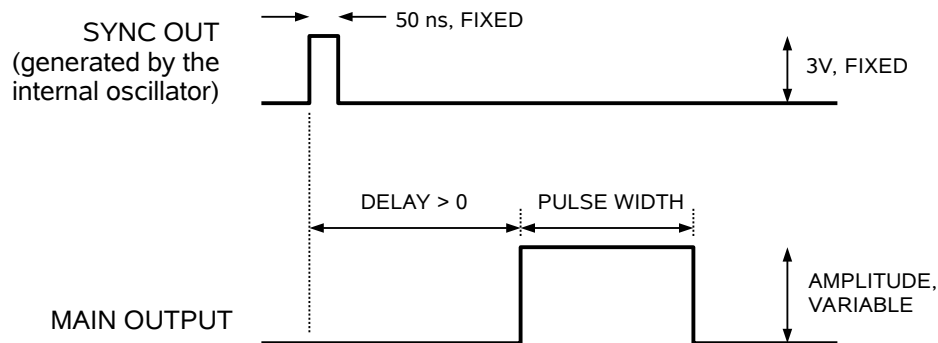 50 ns, FIXED
SYNC OUT
(generated by the
internal oscillator)
3V, FIXED
DELAY > 0
PULSE WIDTH
AMPLITUDE,
VARIABLE
MAIN OUTPUT